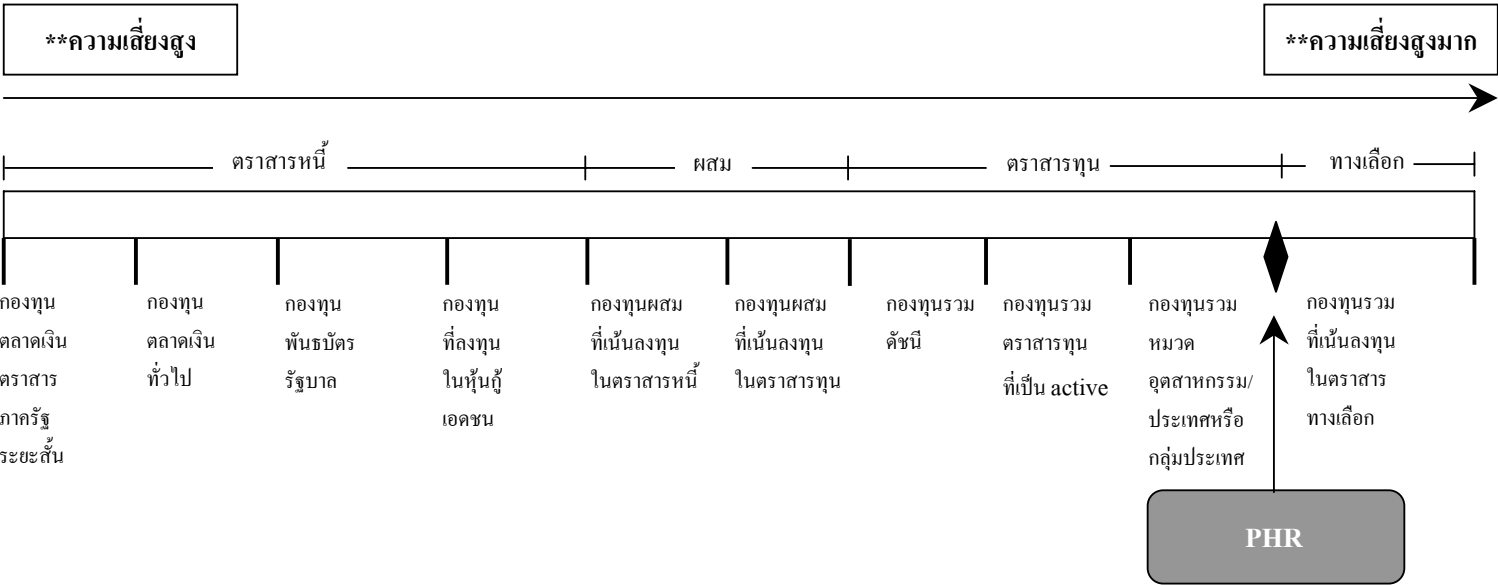 **ความเสี่ยงสูง
**ความเสี่ยงสูงมาก
ตราสารหนี้
ผสม
ตราสารทุน
ทางเลือก
กองทุน
ตลาดเงิน
ตราสาร
ภาครัฐ
ระยะสั้น
กองทุน
ตลาดเงิน
ทั่วไป
กองทุน
พันธบัตร
รัฐบาล
กองทุน
ที่ลงทุน
ในหุ้นกู้
เอดชน
กองทุนผสม
ที่เน้นลงทุน
ในตราสารหนี้
กองทุนผสม
ที่เน้นลงทุน
ในตราสารทุน
กองทุนรวม
ดัชนี
กองทุนรวม
ตราสารทุน
ที่เป็น active
กองทุนรวม
หมวด
อุตสาหกรรม/
ประเทศหรือ
กลุ่มประเทศ
กองทุนรวม
ที่เน้นลงทุน
ในตราสาร
ทางเลือก
PHR